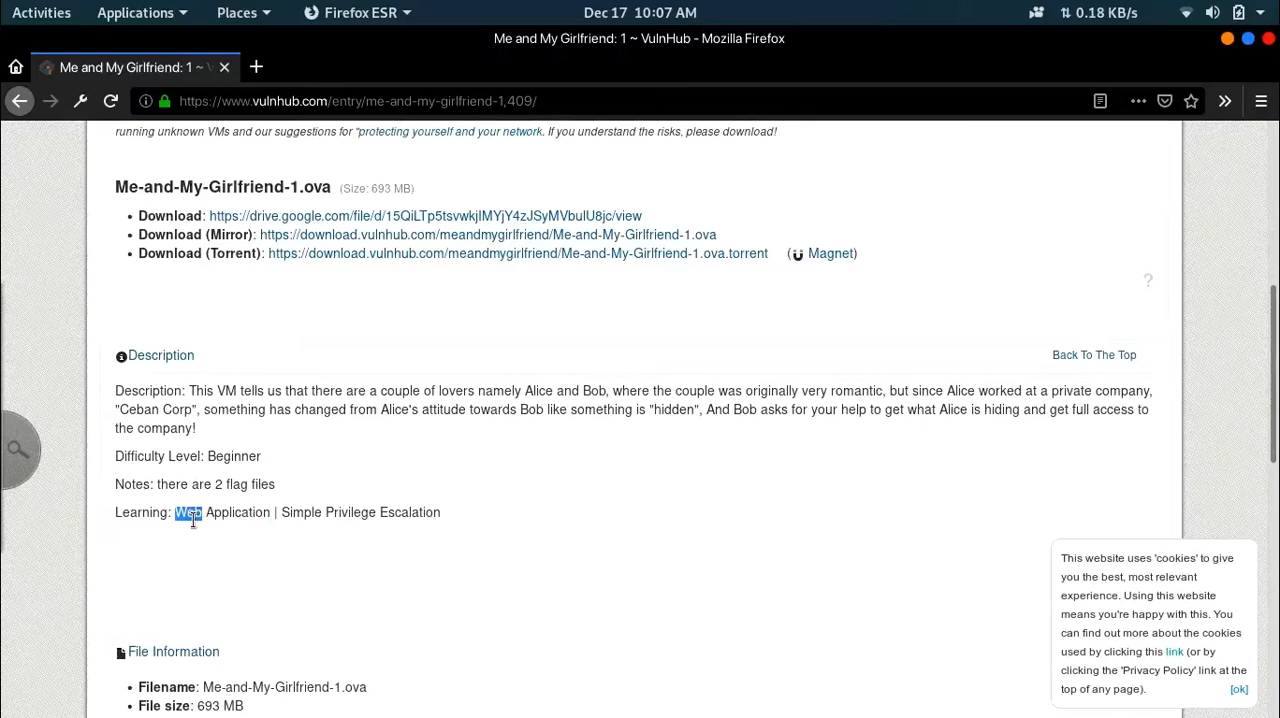 Activities Applications Places Firefox ESR Dec 17 10:07 AM 0.18 KB/s
Me and My Girlfriend: 1 ~ VulnHub - Mozilla Firefox
Me and My Girlfriend: 1 ~
https://www.vulnhub.com/entry/me-and-my-girlfriend-1,409/
running unknown VMs and our suggestions for "protecting yourself and your network. If you understand the risks, please download!
Me-and-My-Girlfriend-1.ova (Size: 693 MB)
• Download: https://drive.google.com/file/d/15QiLTp5tsvwkjIMYjY4zJSyMVbulU8jc/view
• Download (Mirror): https://download.vulnhub.com/meandmygirlfriend/Me-and-My-Girlfriend-1.ova
• Download (Torrent): https://download.vulnhub.com/meandmygirlfriend/Me-and-My-Girlfriend-1.ova.torrent ( Magnet)
?
Description Back To The Top
Description: This VM tells us that there are a couple of lovers namely Alice and Bob, where the couple was originally very romantic, but since Alice worked at a private company,
"Ceban Corp", something has changed from Alice's attitude towards Bob like something is "hidden", And Bob asks for your help to get what Alice is hiding and get full access to
the company!
Difficulty Level: Beginner
Notes: there are 2 flag files
Learning: Web Application | Simple Privilege Escalation
This website uses 'cookies' to give
you the best, most relevant
experience. Using this website
means you're happy with this. You
can find out more about the cookies
used by clicking this link (or by
clicking the 'Privacy Policy' link at the
top of any page). [ok]
File Information
• Filename: Me-and-My-Girlfriend-1.ova
• File size: 693 MB